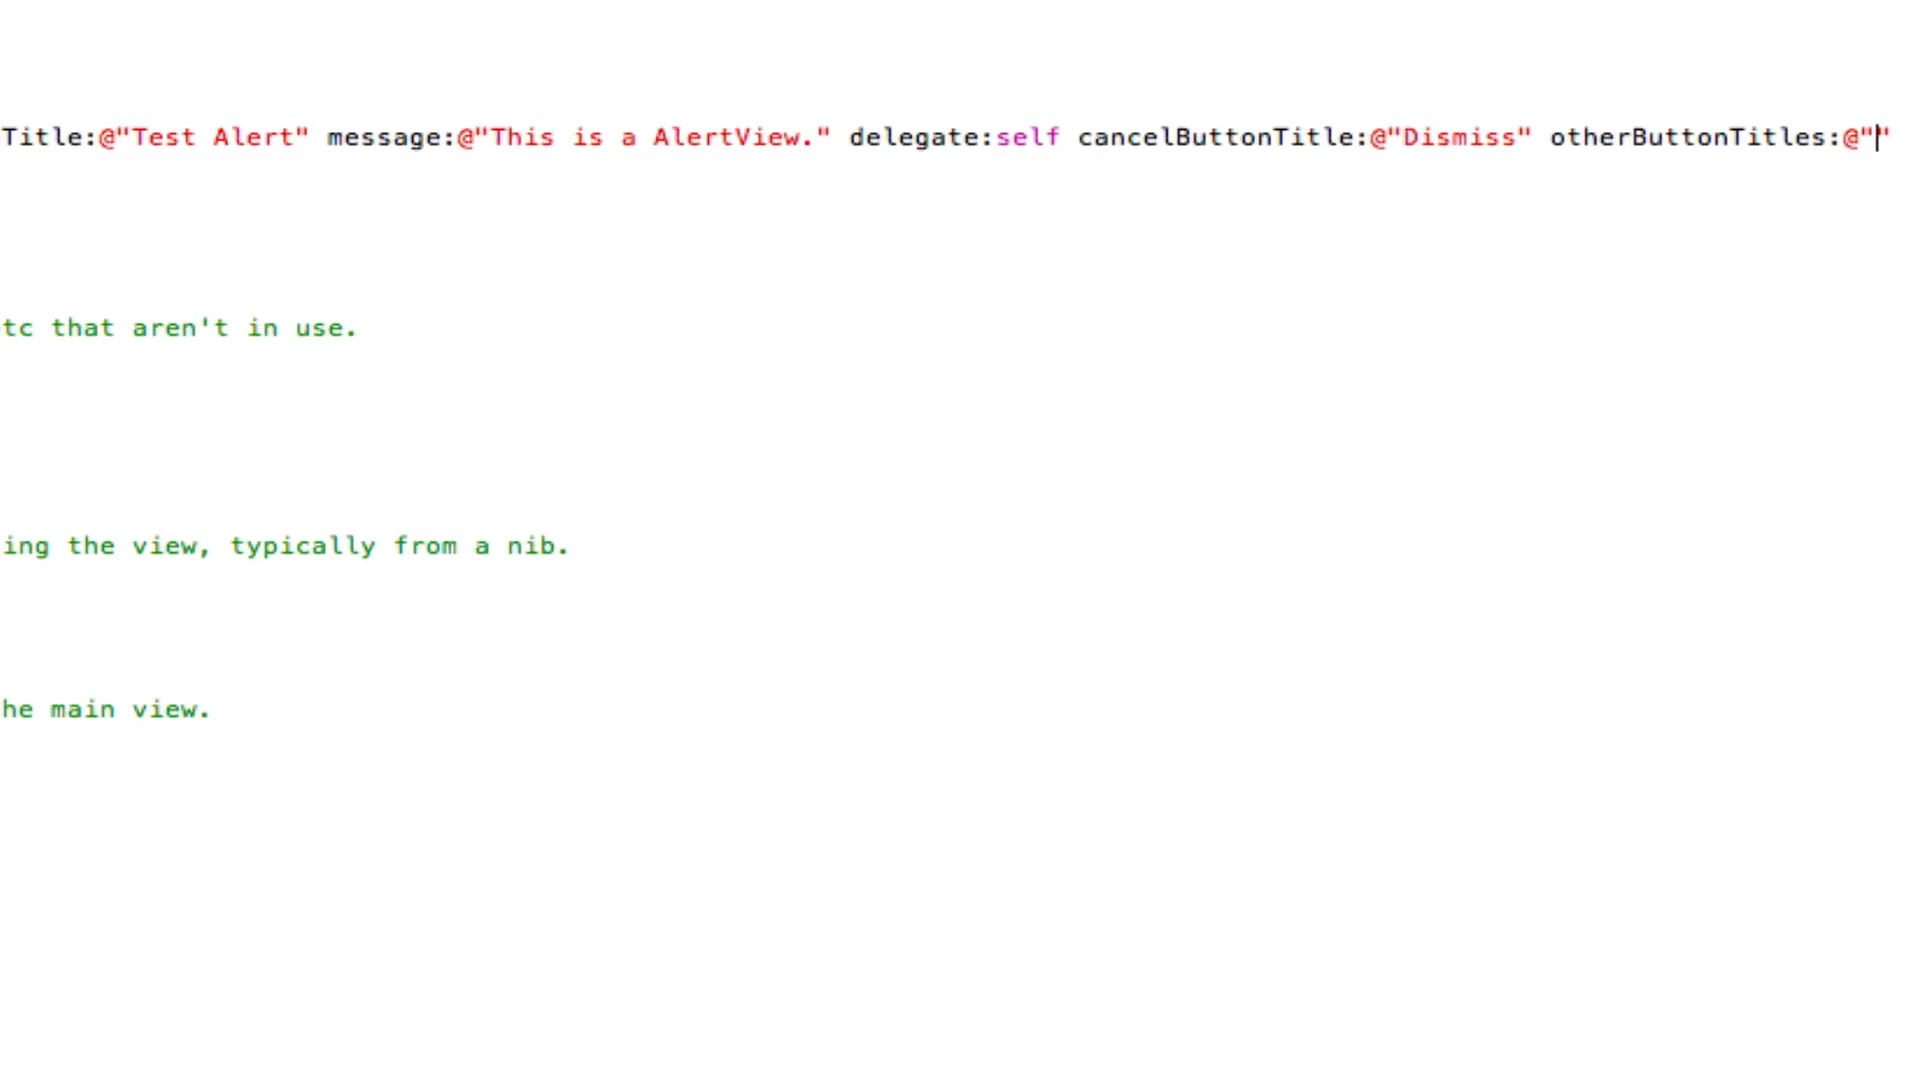 Title:@"Test Alert" message:@"This is a AlertView." delegate:self cancelButtonTitle:@"Dismiss" otherButtonTitles:@""
tc that aren't in use.
ing the view, typically from a nib.
he main view.